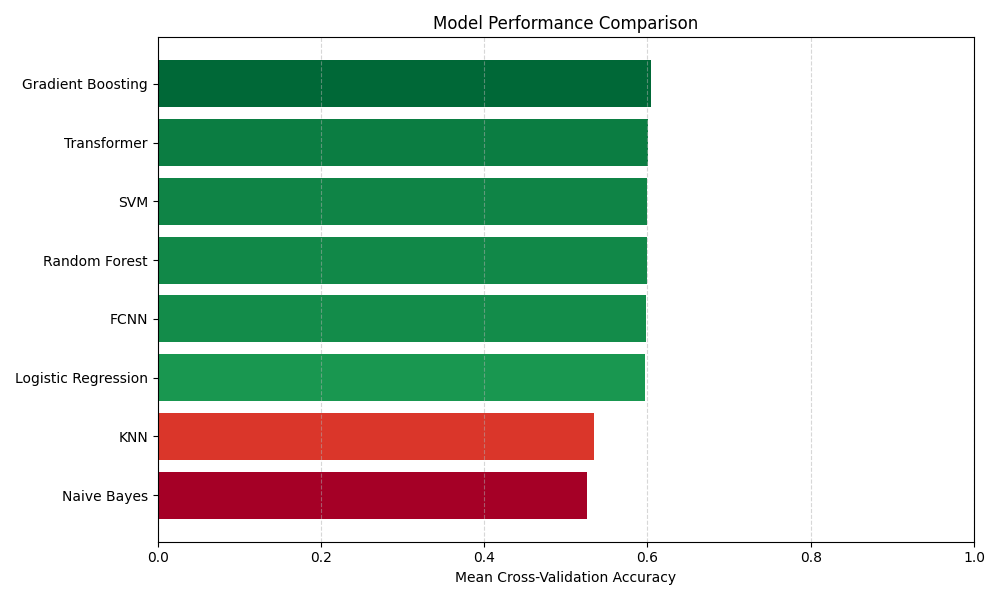 Model Performance Comparison
Gradient Boosting
Transformer
SVM
Random Forest
FCNN
Logistic Regression
KNN
Naive Bayes
0.0 0.2 0.4 0.6 0.8 1.0
Mean Cross-Validation Accuracy